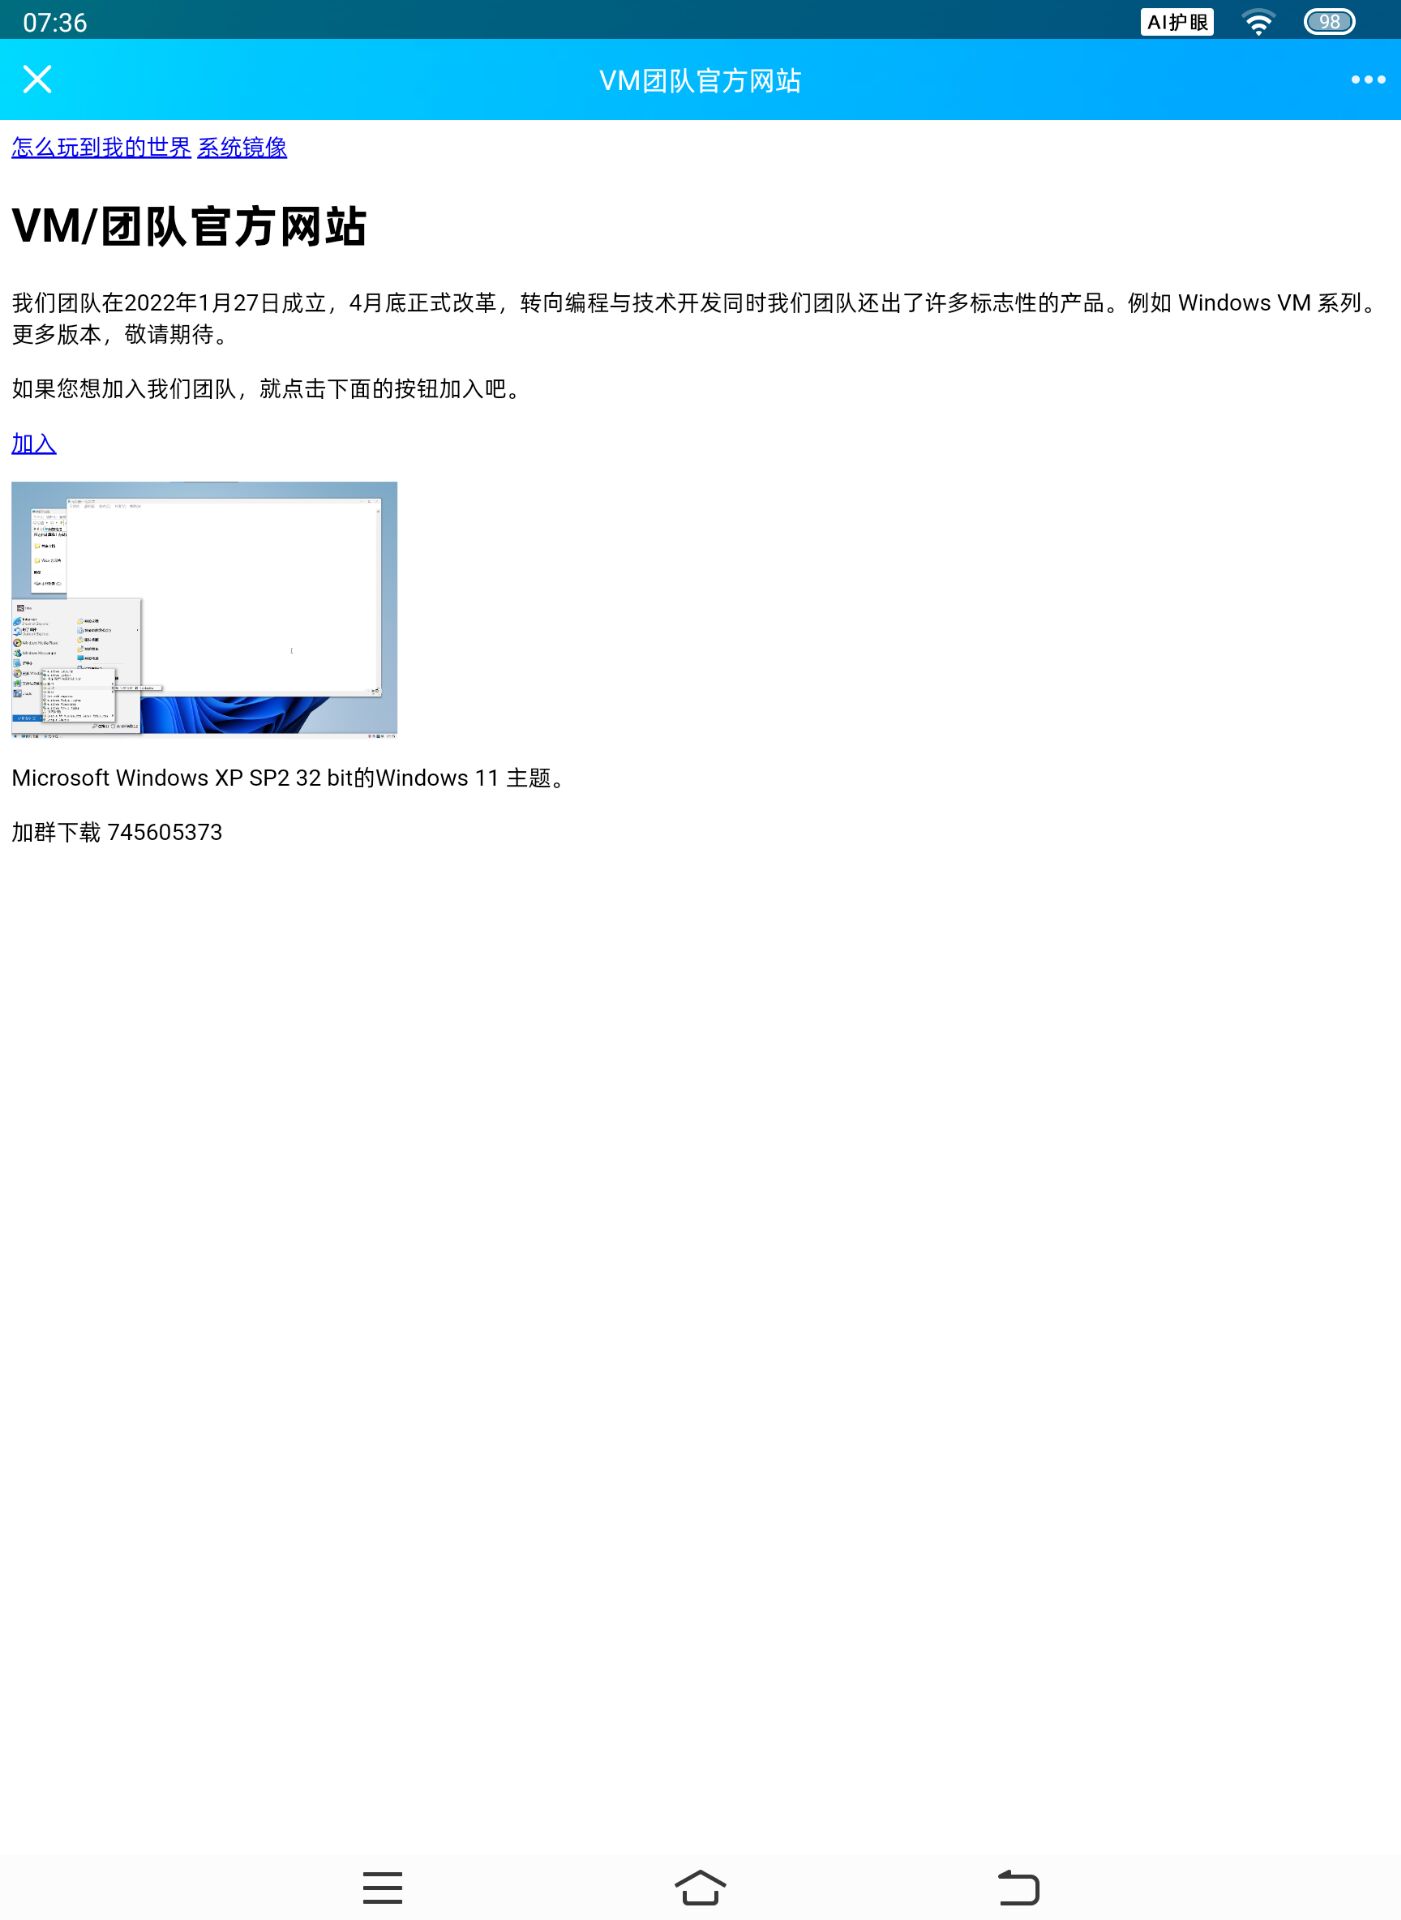 07:36
AI护眼
98
VM团队官方网站
怎么玩到我的世界 系统镜像
VM/团队官方网站
我们团队在2022年1月27日成立，4月底正式改革，转向编程与技术开发同时我们团队还出了许多标志性的产品。例如 Windows VM 系列。
更多版本，敬请期待。
如果您想加入我们团队，就点击下面的按钮加入吧。
加入
Microsoft Windows XP SP2 32 bit的Windows 11 主题。
加群下载 745605373